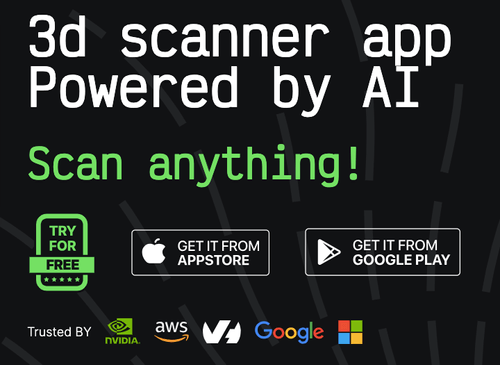 3d scanner app
Powered by AI
Scan anything!
TRY
FOR
FREE
GET IT FROM
APPSTORE
GET IT FROM
GOOGLE PLAY
Trusted BY
NVIDIA.
aws
Google